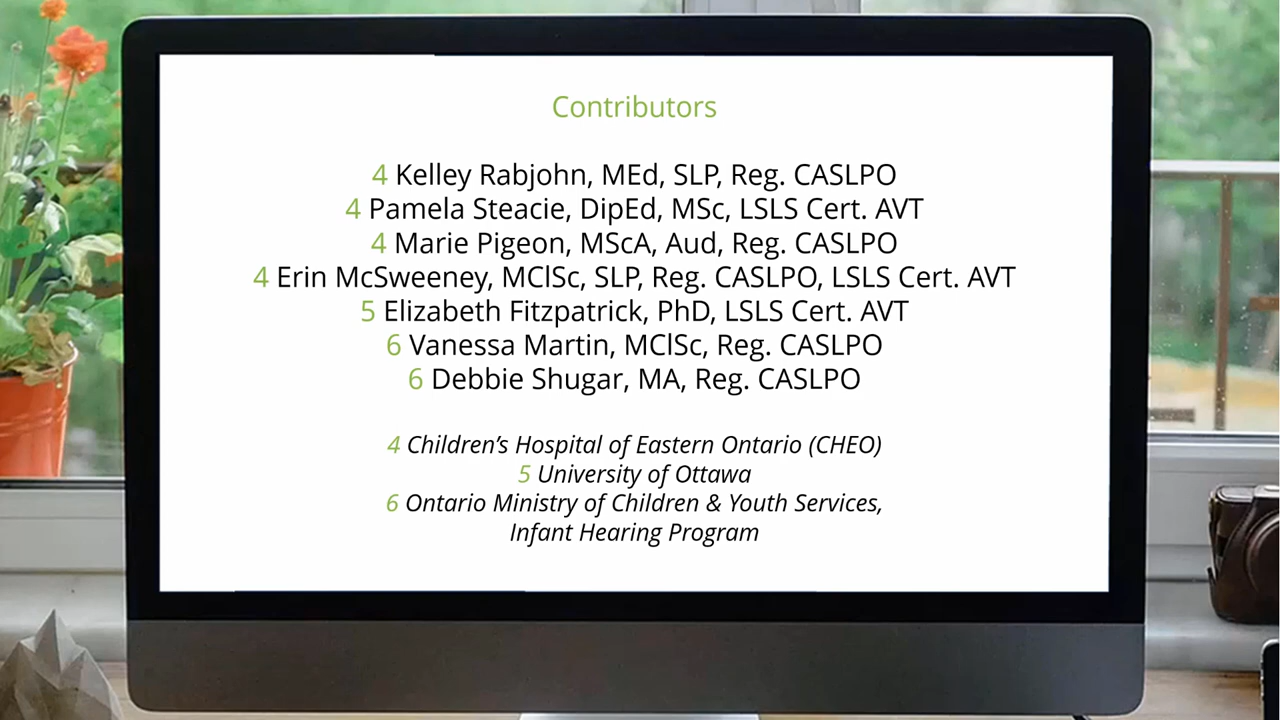 Contributors
4 Kelley Rabjohn, MEd, SLP, Reg. CASLPO
4 Pamela Steacie, DipEd, MSc, LSLS Cert. AVT
4 Marie Pigeon, MScA, Aud, Reg. CASLPO
4 Erin McSweeney, MClSc, SLP, Reg. CASLPO, LSLS Cert. AVT
5 Elizabeth Fitzpatrick, PhD, LSLS Cert. AVT
6 Vanessa Martin, MClSc, Reg. CASLPO
6 Debbie Shugar, MA, Reg. CASLPO
4 Children’s Hospital of Eastern Ontario (CHEO)
5 University of Ottawa
6 Ontario Ministry of Children & Youth Services,
Infant Hearing Program